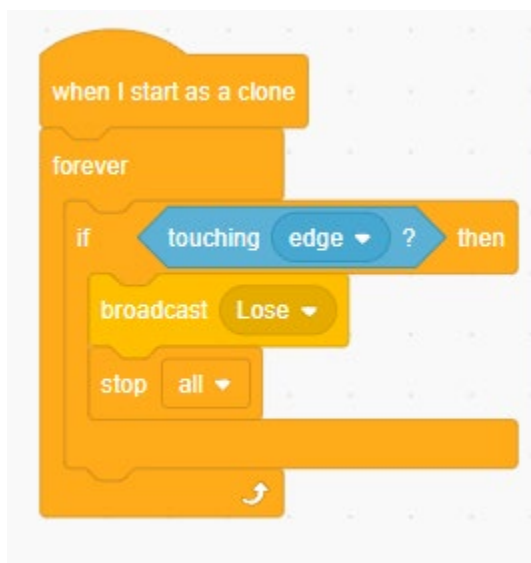 when I start as a clone
forever
if touching edge ? then
broadcast Lose
stop all